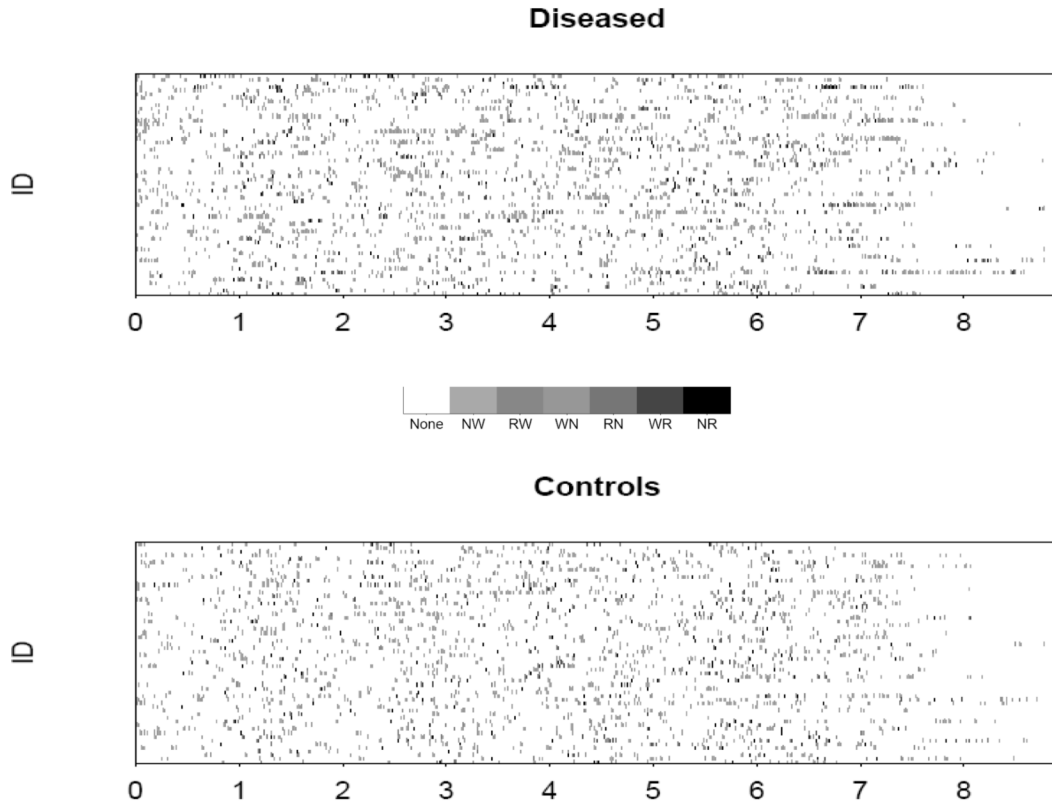 Diseased
ID
0 1 2 3 4 5 6 7 8
None NW RW WN RN WR NR
Controls
ID
0 1 2 3 4 5 6 7 8